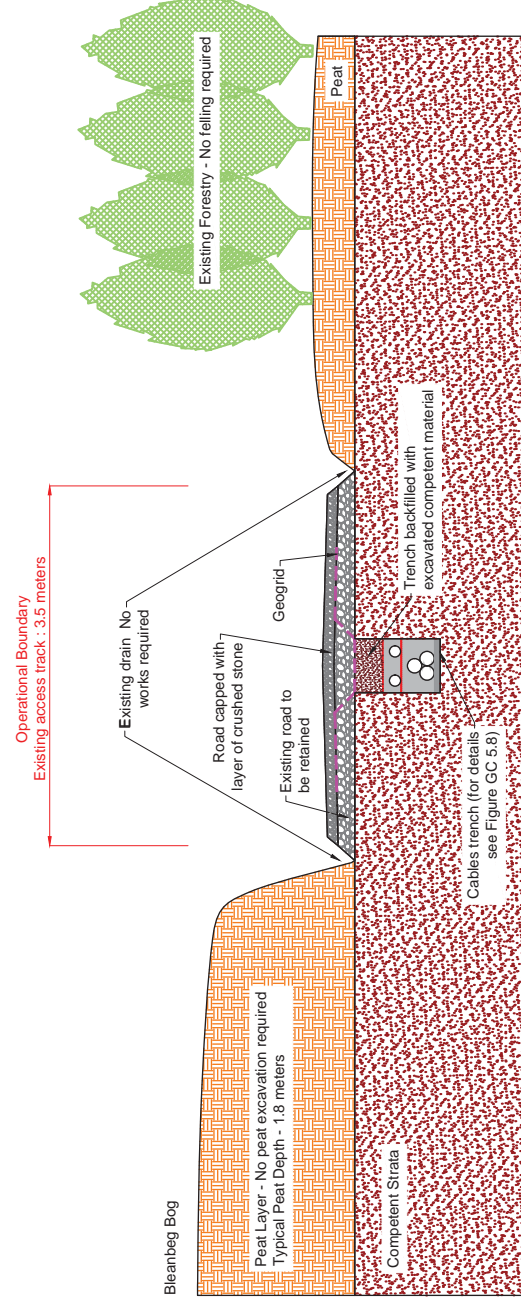 Operational Boundary
Existing access track : 3.5 meters
Existing drain No
works required
Existing Forestry - No felling required
Peat
Bleanbeg Bog
Peat Layer - No peat excavation required
Typical Peat Depth - 1.8 meters
Road capped with
layer of crushed stone
Geogrid
Existing road to
be retained
Competent Strata
Cables trench (for details
see Figure GC 5.8)
Trench backfilled with
excavated competent material